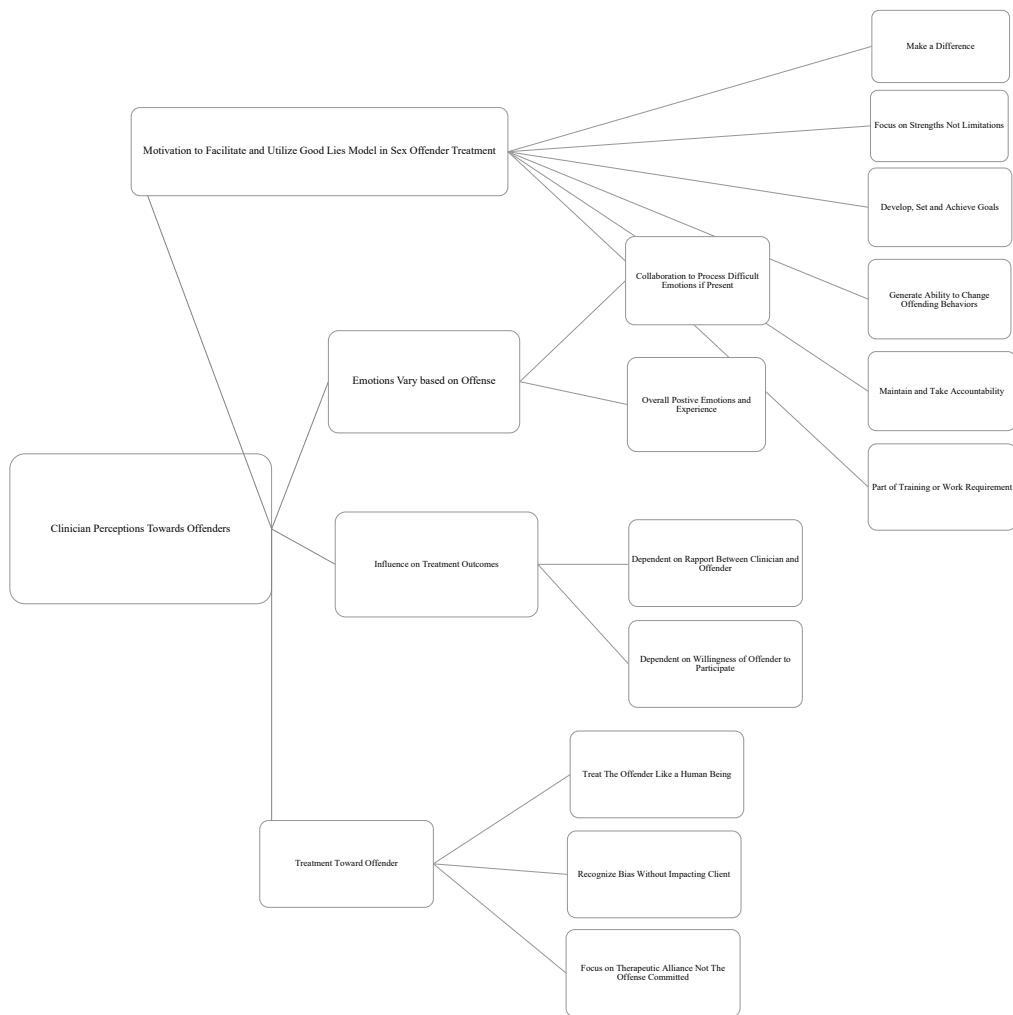 Make a Difference
Focus on Strengths Not Limitations
Motivation to Facilitate and Utilize Good Lies Model in Sex Offender Treatment
Develop, Set and Achieve Goals
Collaboration to Process Difficult
Emotions if Present
Generate Ability to Change
Offending Behaviors
Emotions Vary based on Offense
Maintain and Take Accountability
Overall Postive Emotions and
Experience
Part of Training or Work Requirement
Clinician Perceptions Towards Offenders
Influence on Treatment Outcomes
Dependent on Rapport Between Clinician and
Offender
Dependent on Willingness of Offender to
Participate
Treat The Offender Like a Human Being
Treatment Toward Offender
Recognize Bias Without Impacting Client
Focus on Therapeutic Alliance Not The
Offense Committed